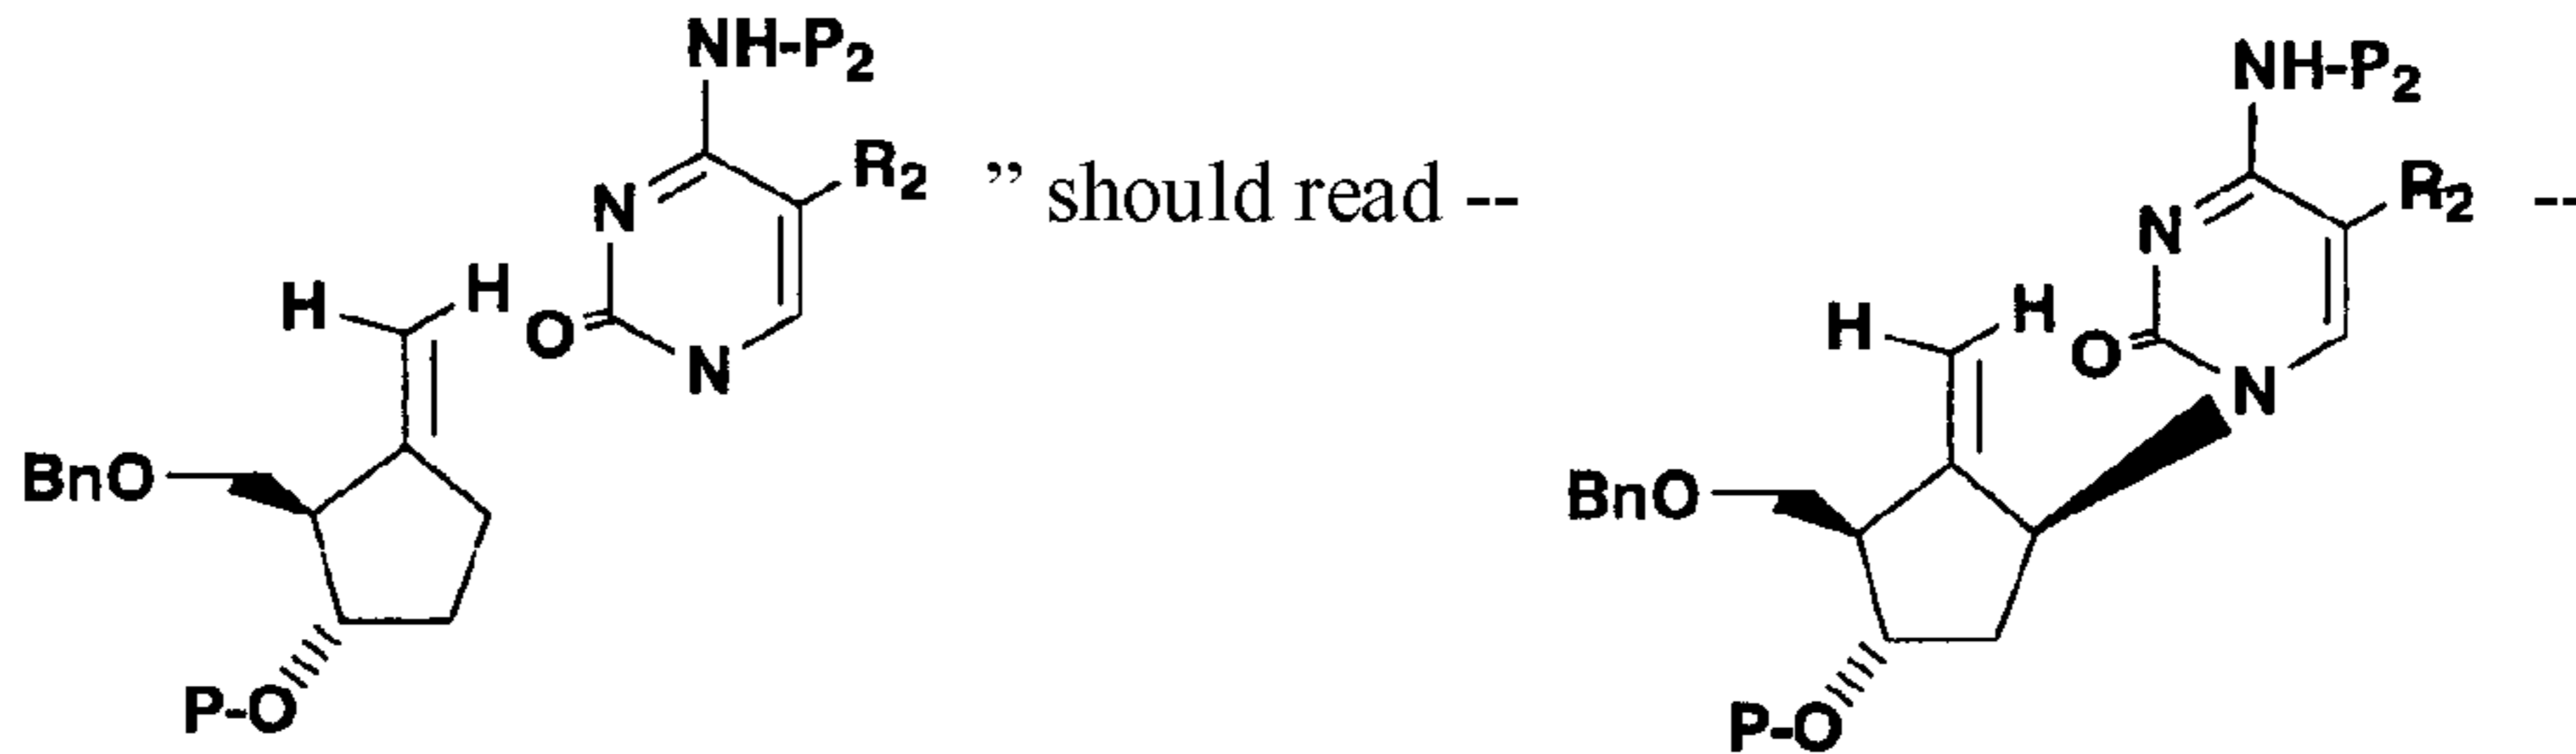 NH-P2
NH-P2
R2 ” should read --
R2 --
N
N
H H O N
H H O N
BnO
BnO
P-O
P-O